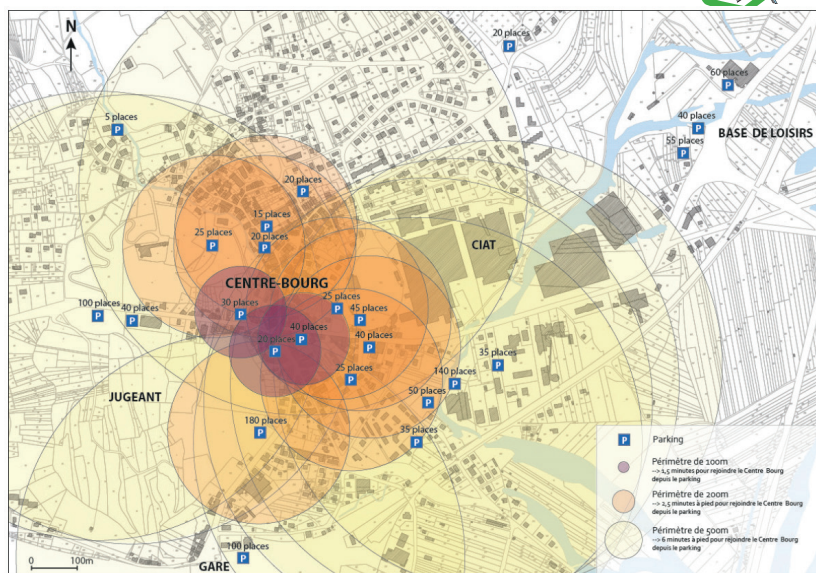 N
20 places
P
60 places
P
40 places
P
BASE DE LOISIRS
55 places
P
5 places
P
20 places
P
15 places
P
25 places
P
20 places
P
CIAT
CENTRE-BOURG
100 places
P
40 places
P
30 places
P
25 places
P
45 places
P
40 places
P
20 places
P
40 places
P
35 places
P
25 places
P
140 places
P
JUGEANT
50 places
P
180 places
P
35 places
P
100 places
P
GARE
0 100m
P Parking
Périmètre de 100m
--> 1,5 minutes pour rejoindre le Centre Bourg
depuis le parking
Périmètre de 200m
--> 2,5 minutes à pied pour rejoindre le Centre Bourg
depuis le parking
Périmètre de 500m
--> 6 minutes à pied pour rejoindre le Centre Bourg
depuis le parking